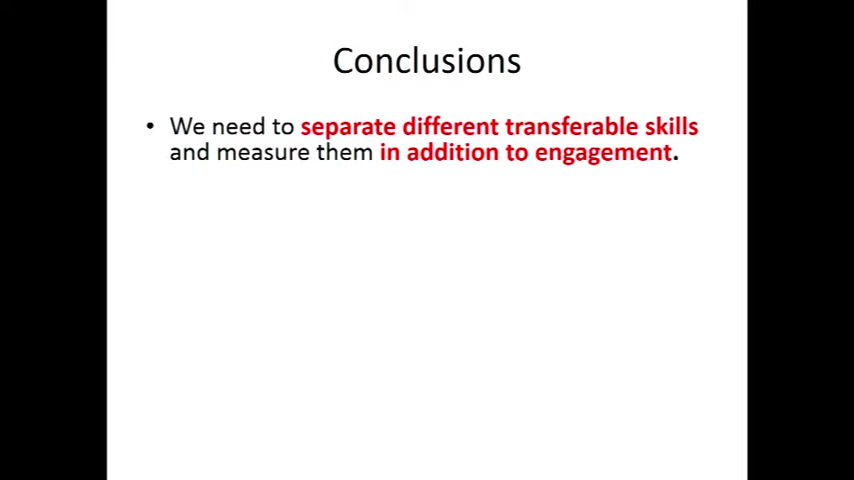 Conclusions
• We need to separate different transferable skills
and measure them in addition to engagement.